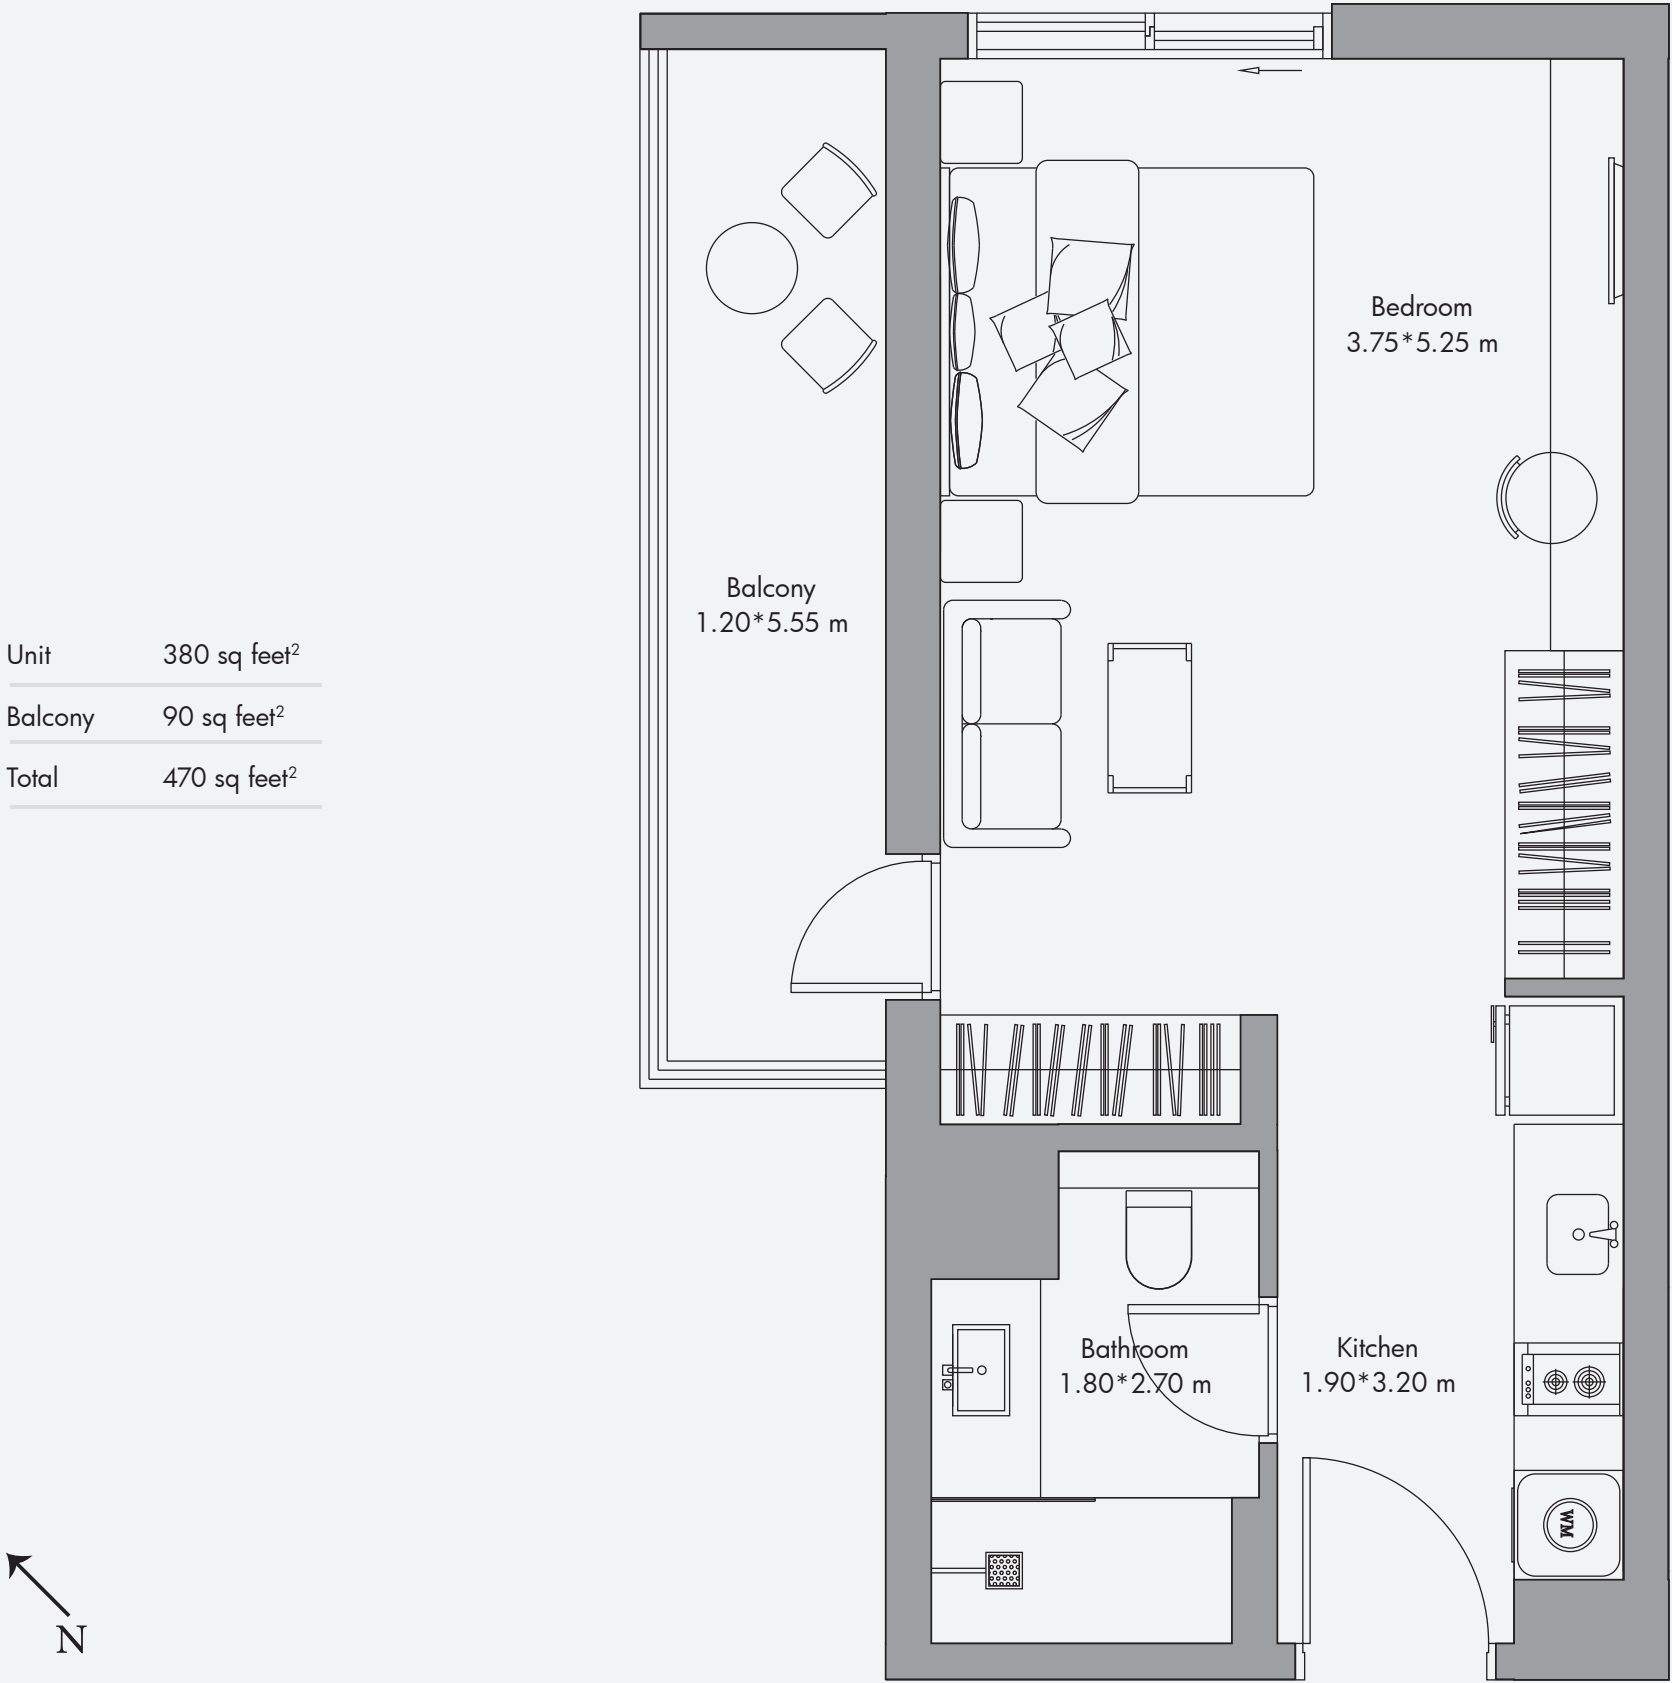 Bedroom
3.75*5.25 m
Balcony
1.20*5.55 m
Unit 380 sq feet²
Balcony 90 sq feet²
Total 470 sq feet²
Bathroom
1.80*2.70 m
Kitchen
1.90*3.20 m
WM
N